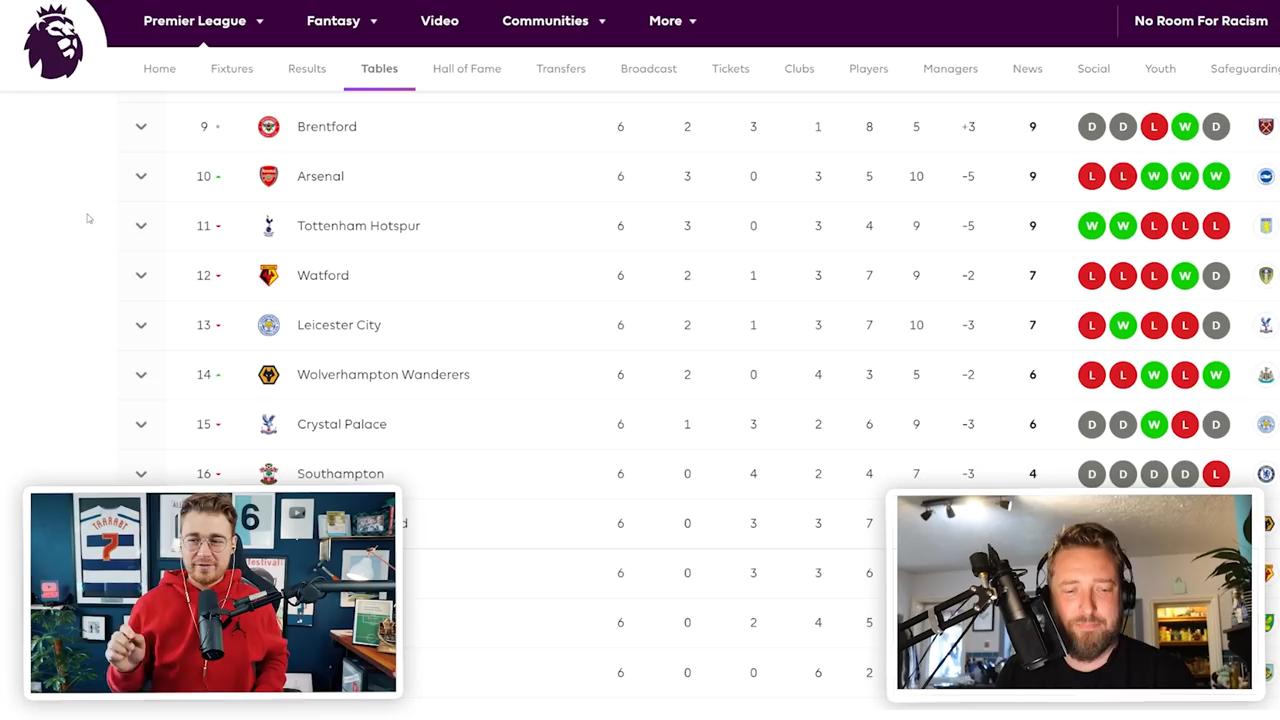 Premier League Fantasy Video Communities More No Room For Racism
Home Fixtures Results Tables Hall of Fame Transfers Broadcast Tickets Clubs Players Managers News Social Youth Safeguarding
9 Brentford 6 2 3 1 8 5 +3 9 D D L W D
10 Arsenal 6 3 0 3 5 10 -5 9 L L W W W
11 Tottenham Hotspur 6 3 0 3 4 9 -5 9 W W L L L
12 Watford 6 2 1 3 7 9 -2 7 L L L W D
13 Leicester City 6 2 1 3 7 10 -3 7 L W L L D
14 Wolverhampton Wanderers 6 2 0 4 3 5 -2 6 L L W L W
15 Crystal Palace 6 1 3 2 6 9 -3 6 D D W L D
16 Southampton 6 0 4 2 4 7 -3 4 D D D D L
d 6 0 3 3 7
6 0 3 3 6
6 0 2 4 5
6 0 0 6 2
TAARABT
7
6